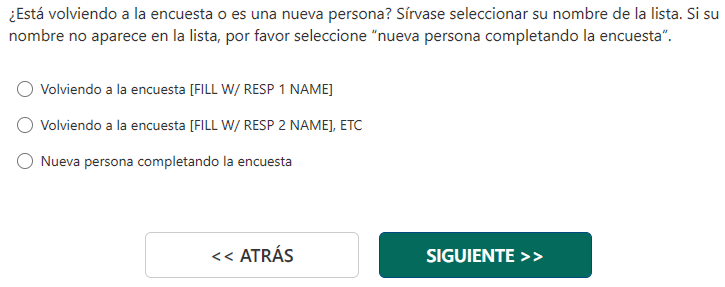 ¿Está volviendo a la encuesta o es una nueva persona? Sírvase seleccionar su nombre de la lista. Si su
nombre no aparece en la lista, por favor seleccione “nueva persona completando la encuesta”.
Volviendo a la encuesta [FILL W/ RESP 1 NAME]
Volviendo a la encuesta [FILL W/ RESP 2 NAME], ETC
Nueva persona completando la encuesta
<< ATRÁS
SIGUIENTE >>